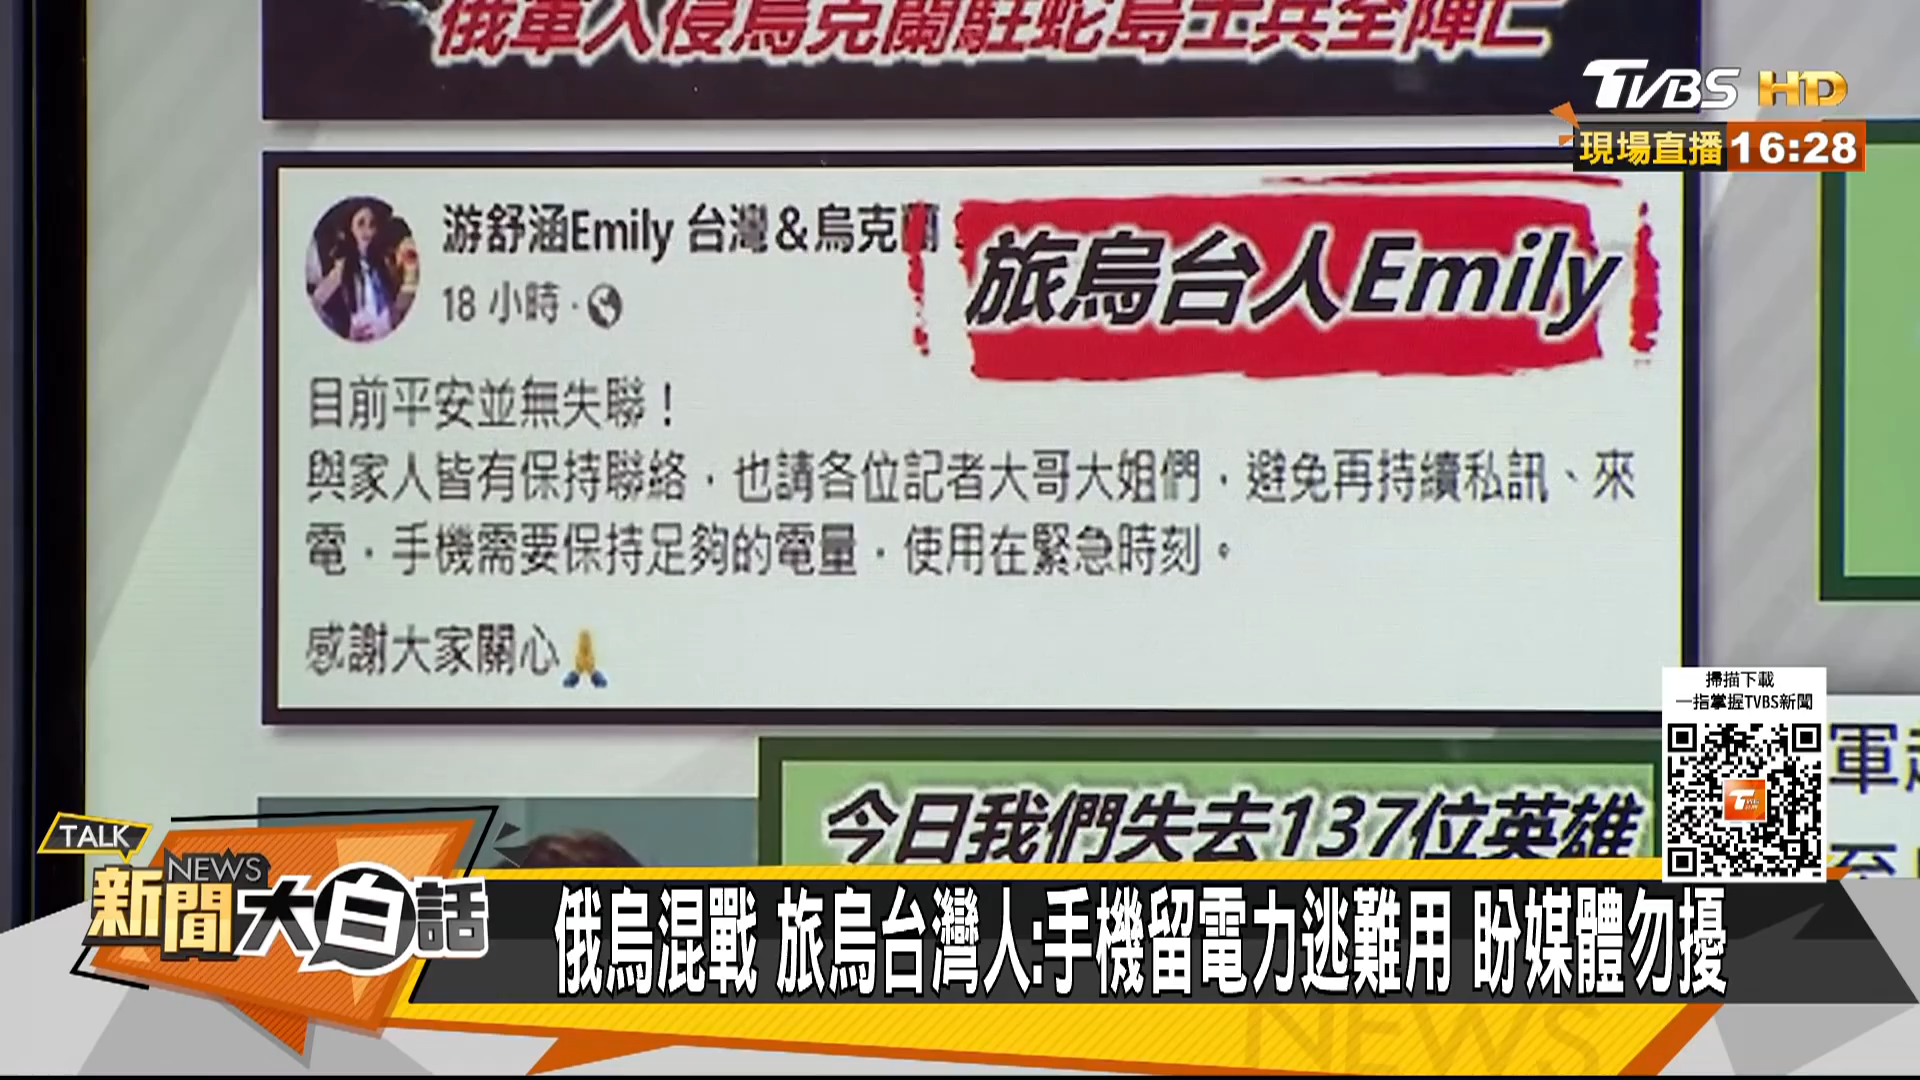 俄軍入侵烏克蘭駐蛇島士兵全陣亡
TVBS HD
現場直播 16:28
游舒涵Emily 台灣&烏克蘭
旅烏台人Emily
18 小時
目前平安並無失聯！
與家人皆有保持聯絡，也請各位記者大哥大姐們，避免再持續私訊、來
電，手機需要保持足夠的電量，使用在緊急時刻。
感謝大家關心🙏
掃描下載
一指掌握TVBS新聞
今日我們失去137位英雄
軍
至
TALK
NEWS
新聞大白話
俄烏混戰 旅烏台灣人:手機留電力逃難用 盼媒體勿擾
NEWS